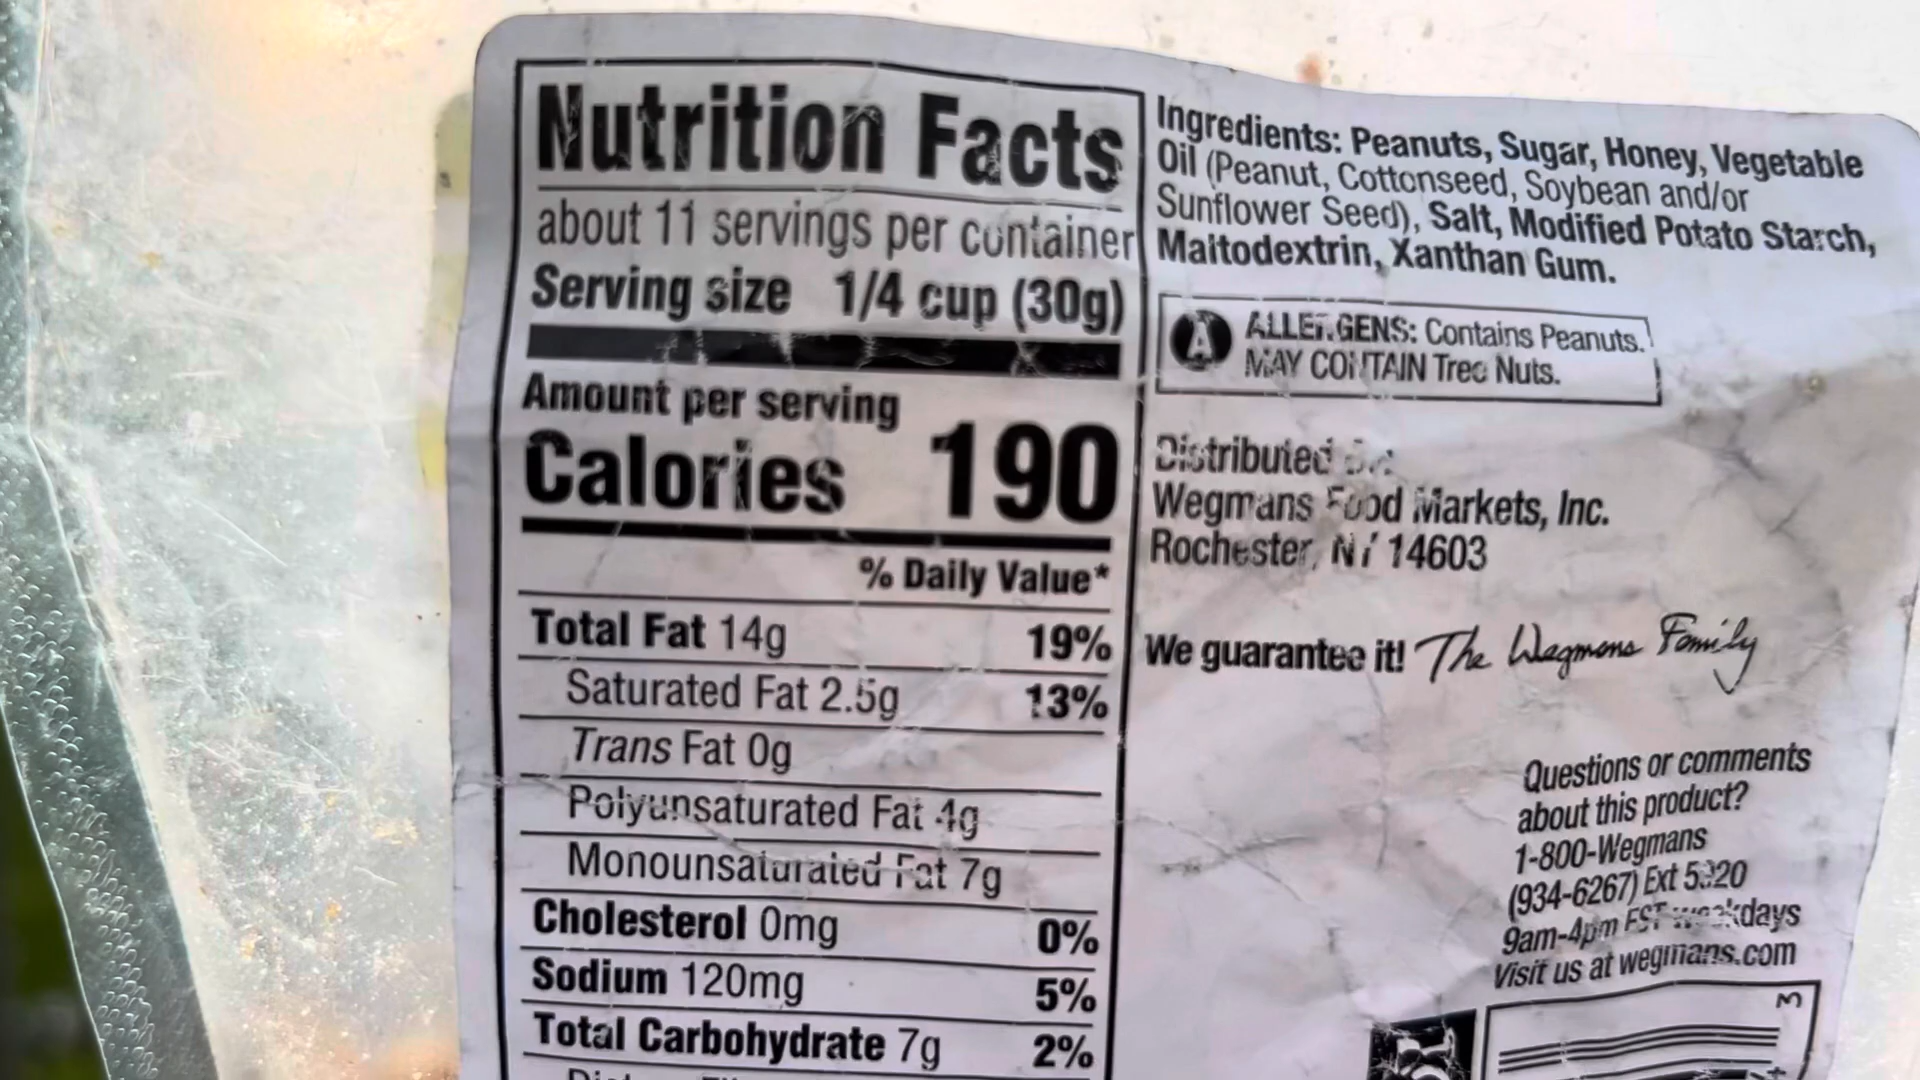 Nutrition Facts
about 11 servings per container
Serving size 1/4 cup (30g)
Amount per serving
Calories 190
% Daily Value*
Total Fat 14g 19%
Saturated Fat 2.5g 13%
Trans Fat 0g
Polyunsaturated Fat 4g
Monounsaturated Fat 7g
Cholesterol 0mg 0%
Sodium 120mg 5%
Total Carbohydrate 7g 2%
Ingredients: Peanuts, Sugar, Honey, Vegetable
Oil (Peanut, Cottonseed, Soybean and/or
Sunflower Seed), Salt, Modified Potato Starch,
Maltodextrin, Xanthan Gum.
A
ALLERGENS: Contains Peanuts.
MAY CONTAIN Tree Nuts.
Distributed
Wegmans Food Markets, Inc.
Rochester, NY 14603
We guarantee it! The Wegmans Family
Questions or comments
about this product?
1-800-Wegmans
(934-6267) Ext
9am-4pm EST weekdays
Visit us at wegmans.com